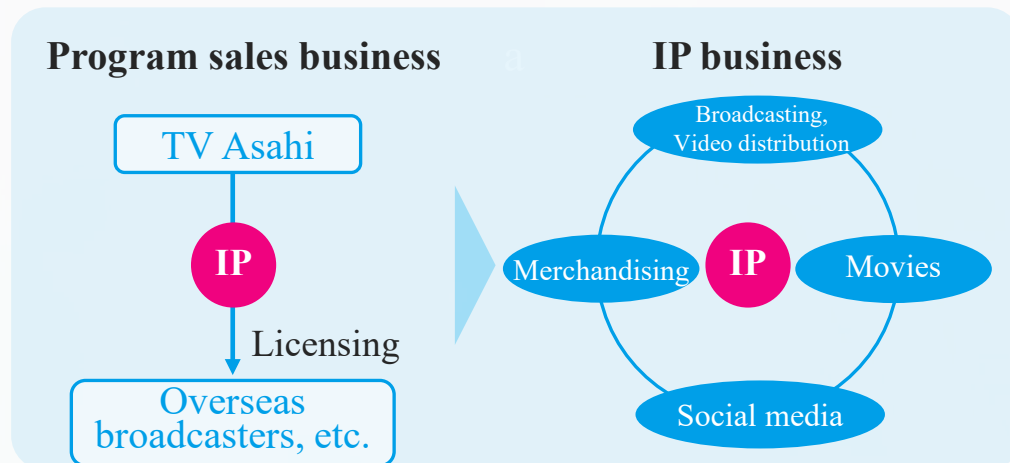 Program sales business
TV Asahi
IP
Licensing
Overseas
broadcasters, etc.
a
IP business
Broadcasting,
Video distribution
Merchandising
IP
Movies
Social media